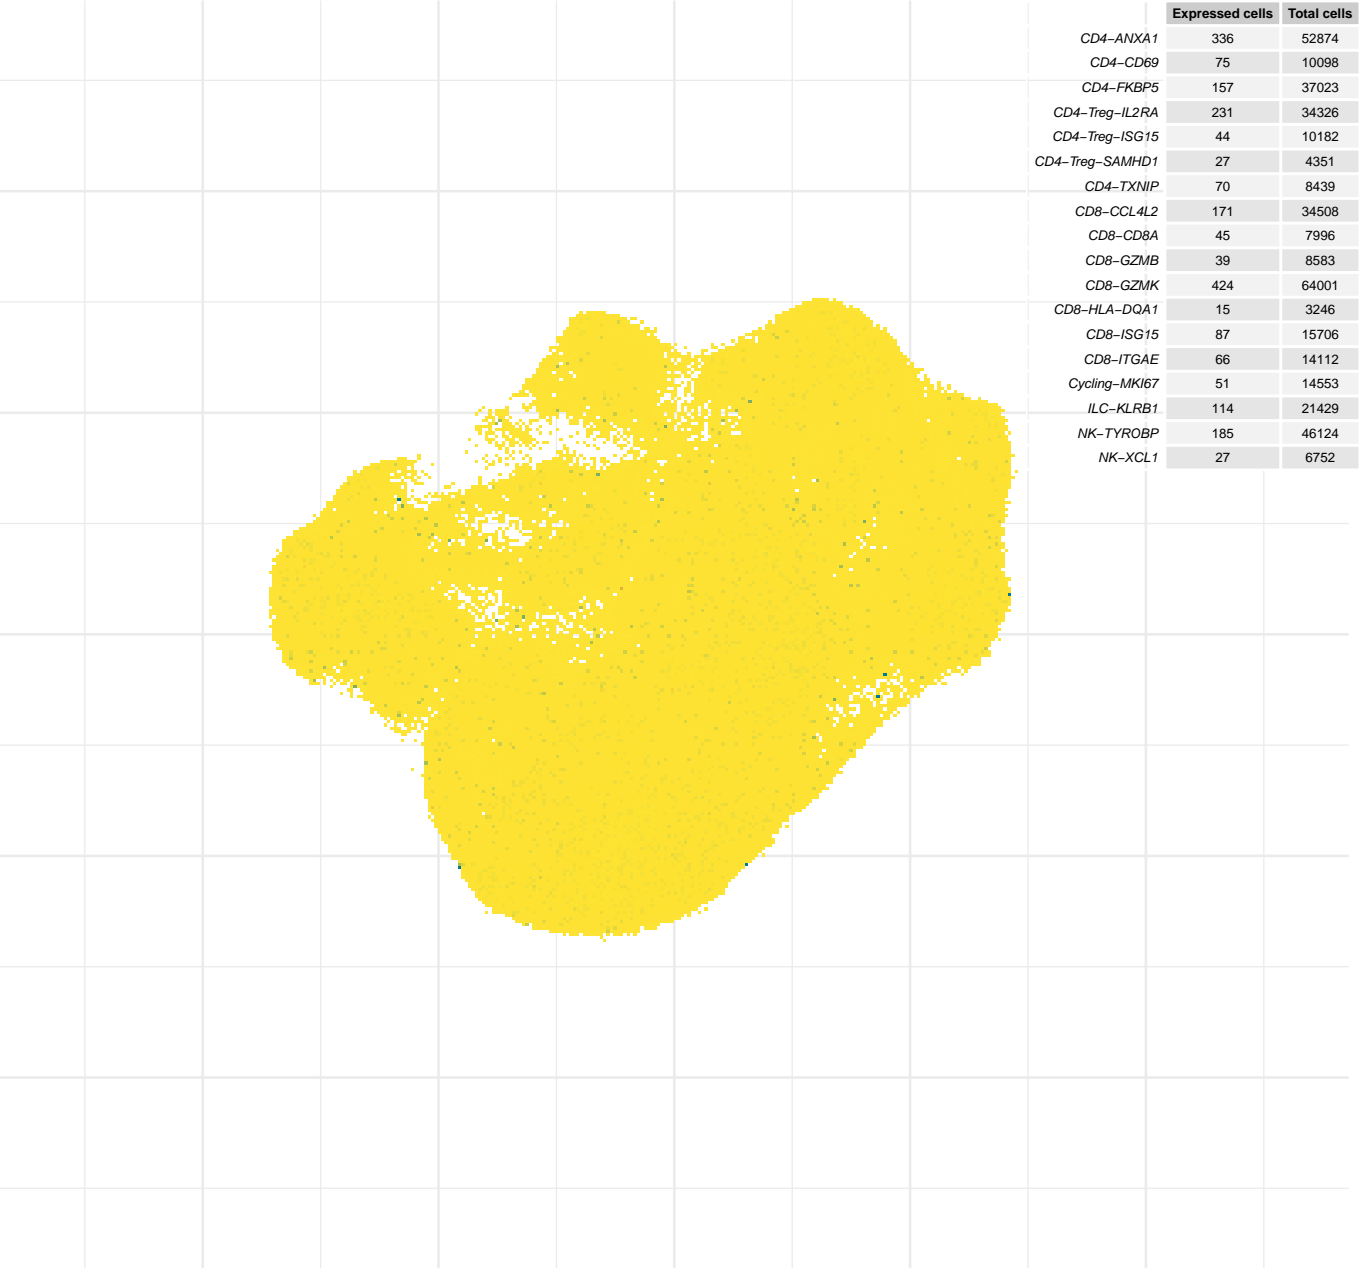 Expressed cells Total cells
CD4−ANXA1 336 52874
CD4−CD69 75 10098
CD4−FKBP5 157 37023
CD4−Treg−IL2RA 231 34326
CD4−Treg−ISG15 44 10182
CD4−Treg−SAMHD1 27 4351
CD4−TXNIP 70 8439
CD8−CCL4L2 171 34508
CD8−CD8A 45 7996
CD8−GZMB 39 8583
CD8−GZMK 424 64001
CD8−HLA−DQA1 15 3246
CD8−ISG15 87 15706
CD8−ITGAE 66 14112
Cycling−MKI67 51 14553
ILC−KLRB1 114 21429
NK−TYROBP 185 46124
NK−XCL1 27 6752